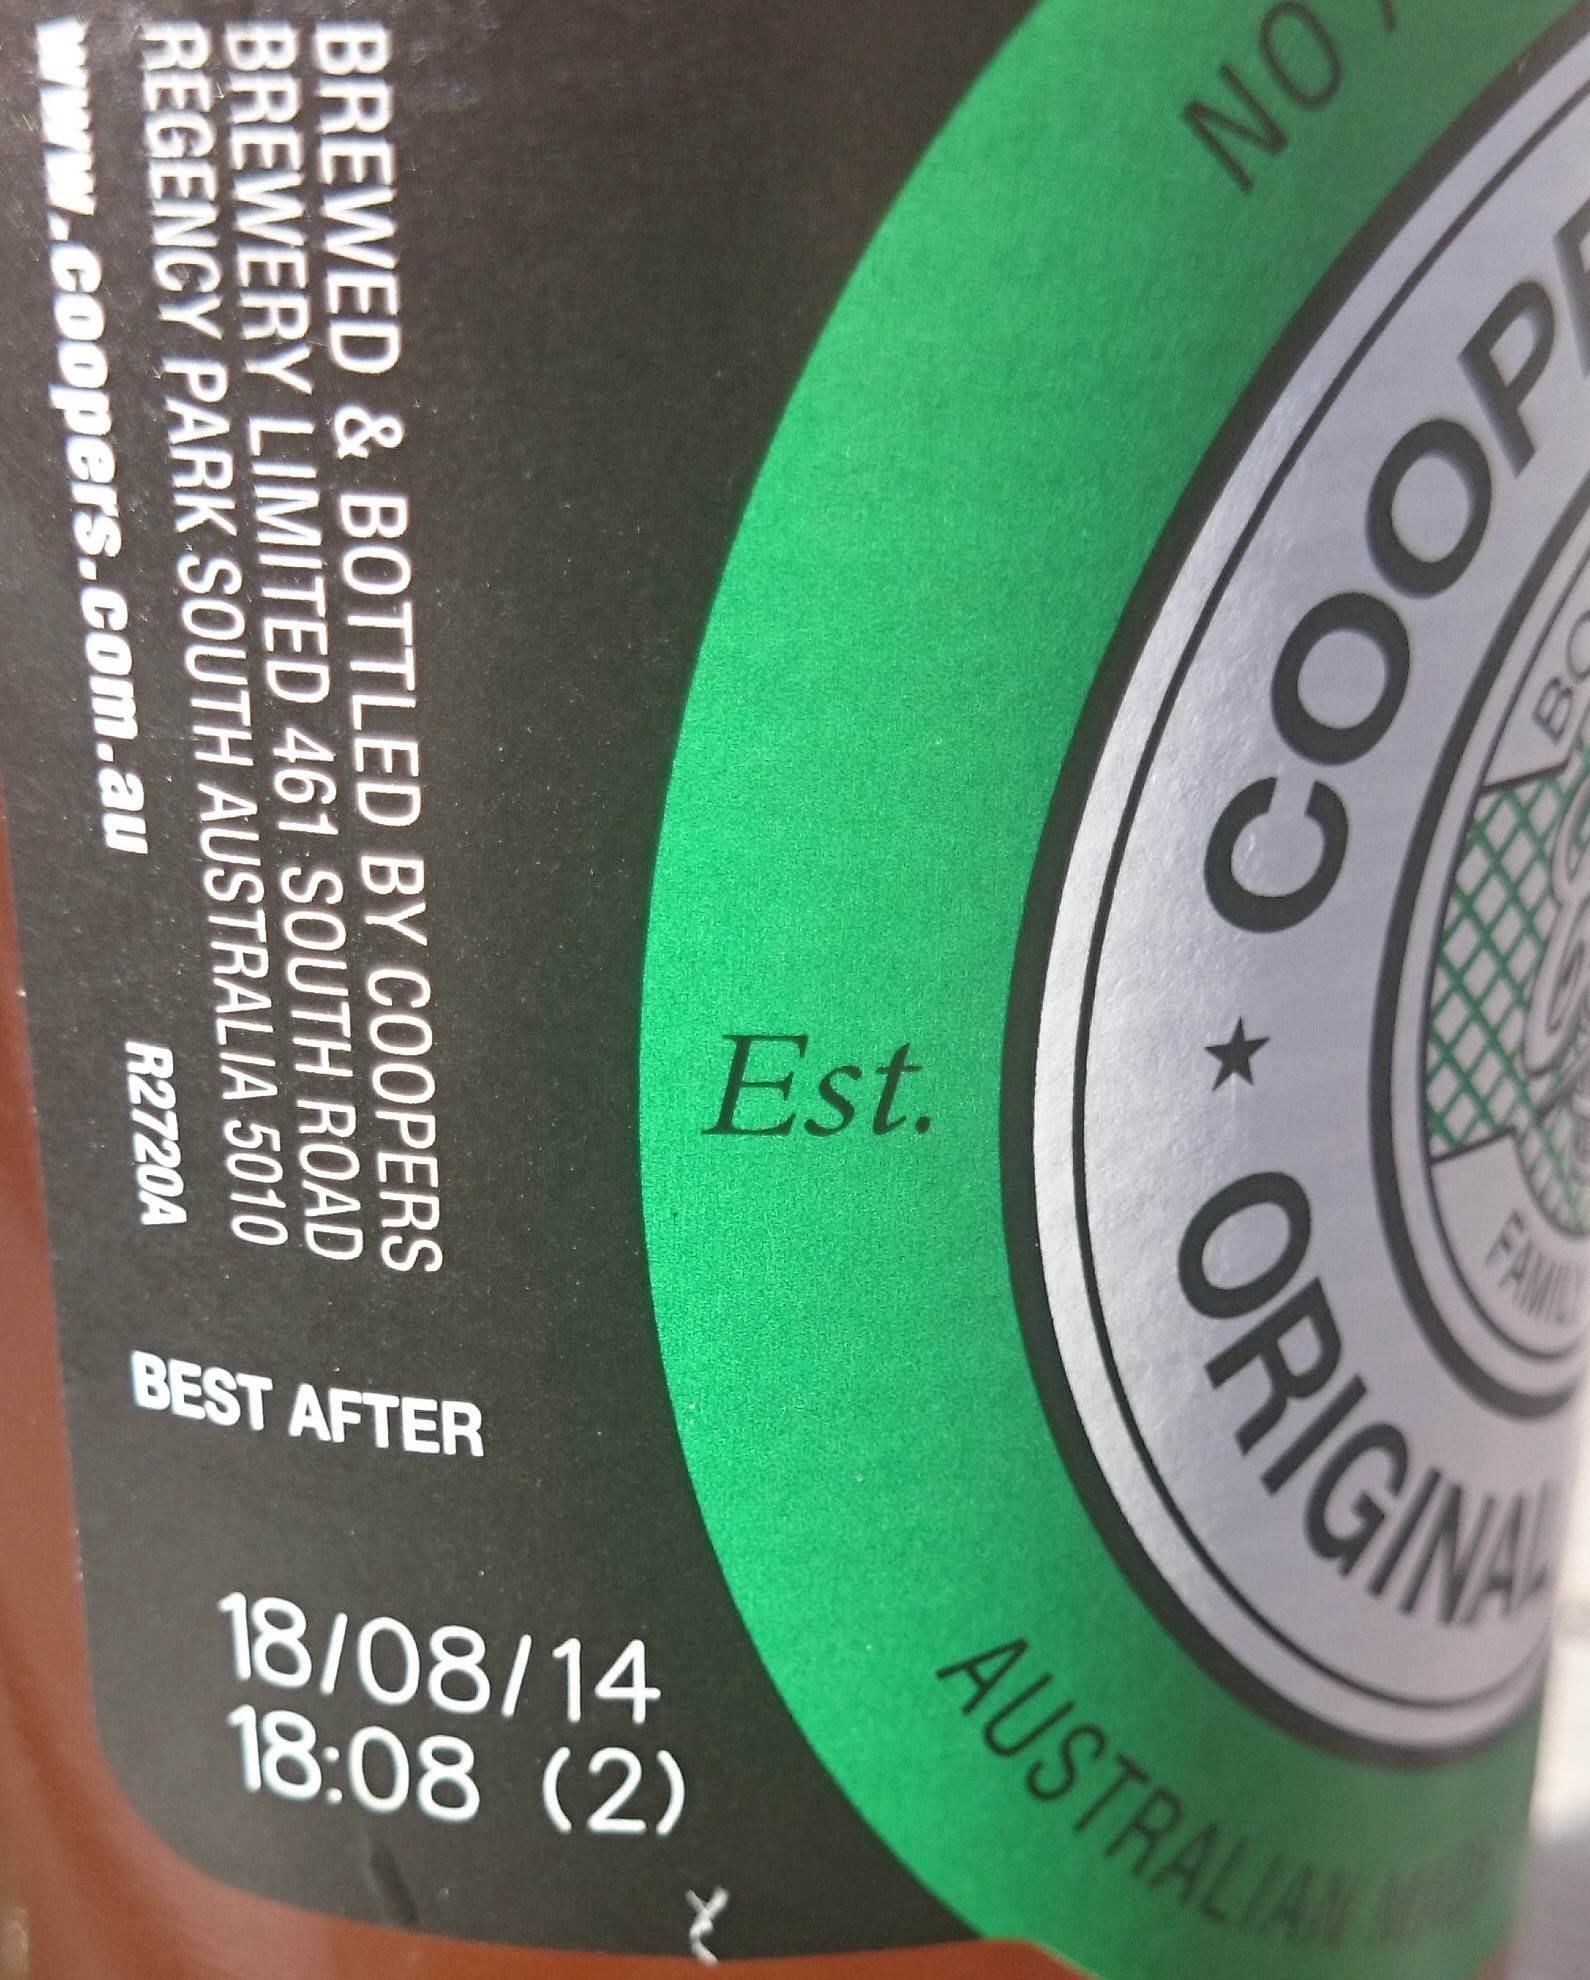 BREWED & BOTTLED BY COOPERS
BREWERY LIMITED 461 SOUTH ROAD
REGENCY PARK SOUTH AUSTRALIA 5010
www.coopers.com.au
R2720A
BEST AFTER
18/08/14
18:08 (2)
Est.
NO
★ ORIGINAL
AUSTRALIAN